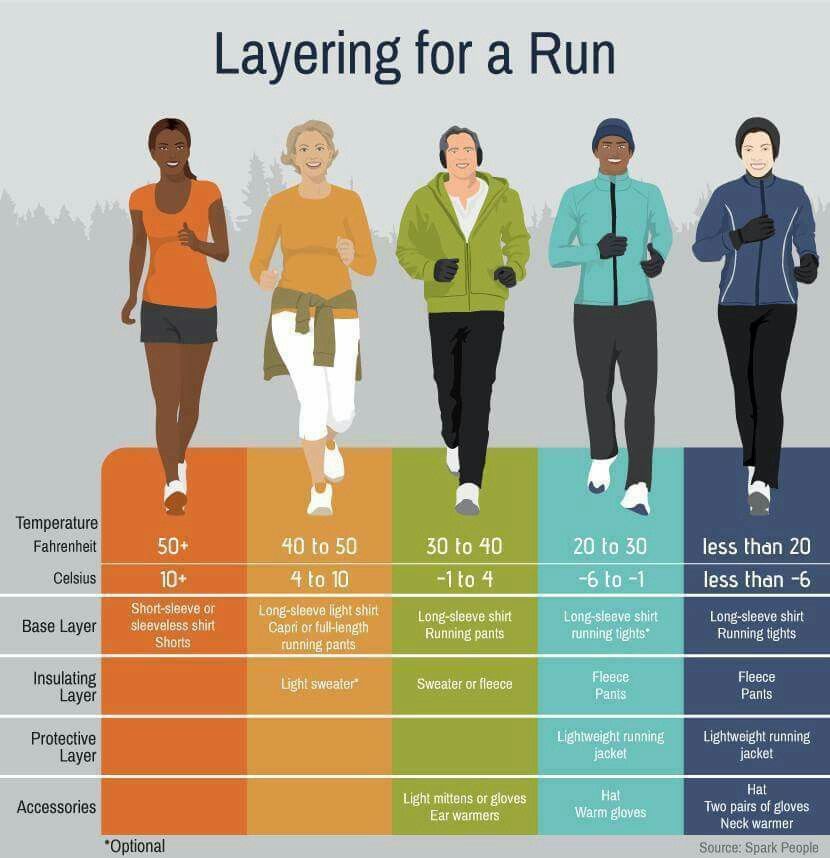 Layering for a Run
Temperature
Fahrenheit 50+ 40 to 50 30 to 40 20 to 30 less than 20
Celsius 10+ 4 to 10 -1 to 4 -6 to -1 less than -6
Base Layer
Short-sleeve or
sleeveless shirt
Shorts
Long-sleeve light shirt
Capri or full-length
running pants
Long-sleeve shirt
Running pants
Long-sleeve shirt
running tights*
Long-sleeve shirt
Running tights
Insulating
Layer
Light sweater*
Sweater or fleece
Fleece
Pants
Fleece
Pants
Protective
Layer
Lightweight running
jacket
Lightweight running
jacket
Accessories
Light mittens or gloves
Ear warmers
Hat
Warm gloves
Hat
Two pairs of gloves
Neck warmer
*Optional
Source: Spark People